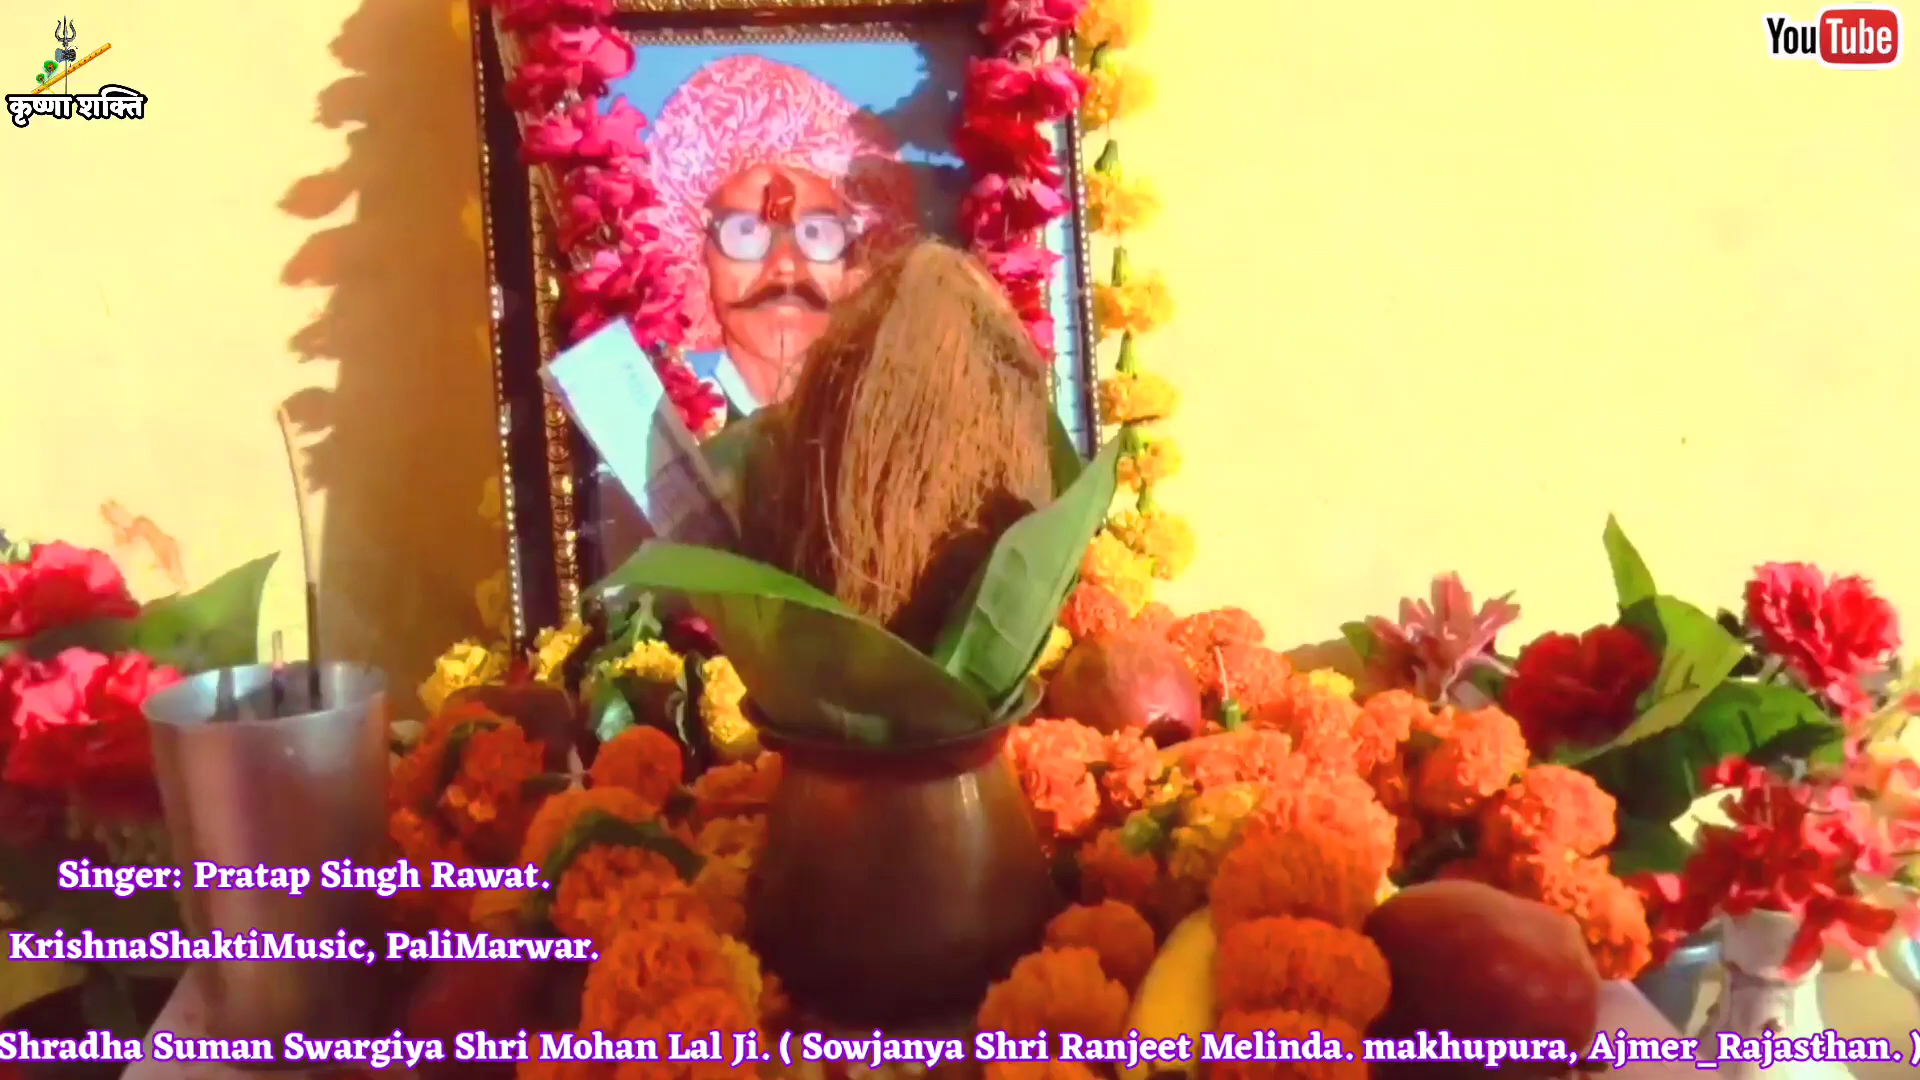 कृष्णा शक्ति
YouTube
Singer: Pratap Singh Rawat.
KrishnaShaktiMusic, PaliMarwar.
Shradha Suman Swargiya Shri Mohan Lal Ji. ( Sowjanya Shri Ranjeet Melinda. makhupura, Ajmer_Rajasthan. )